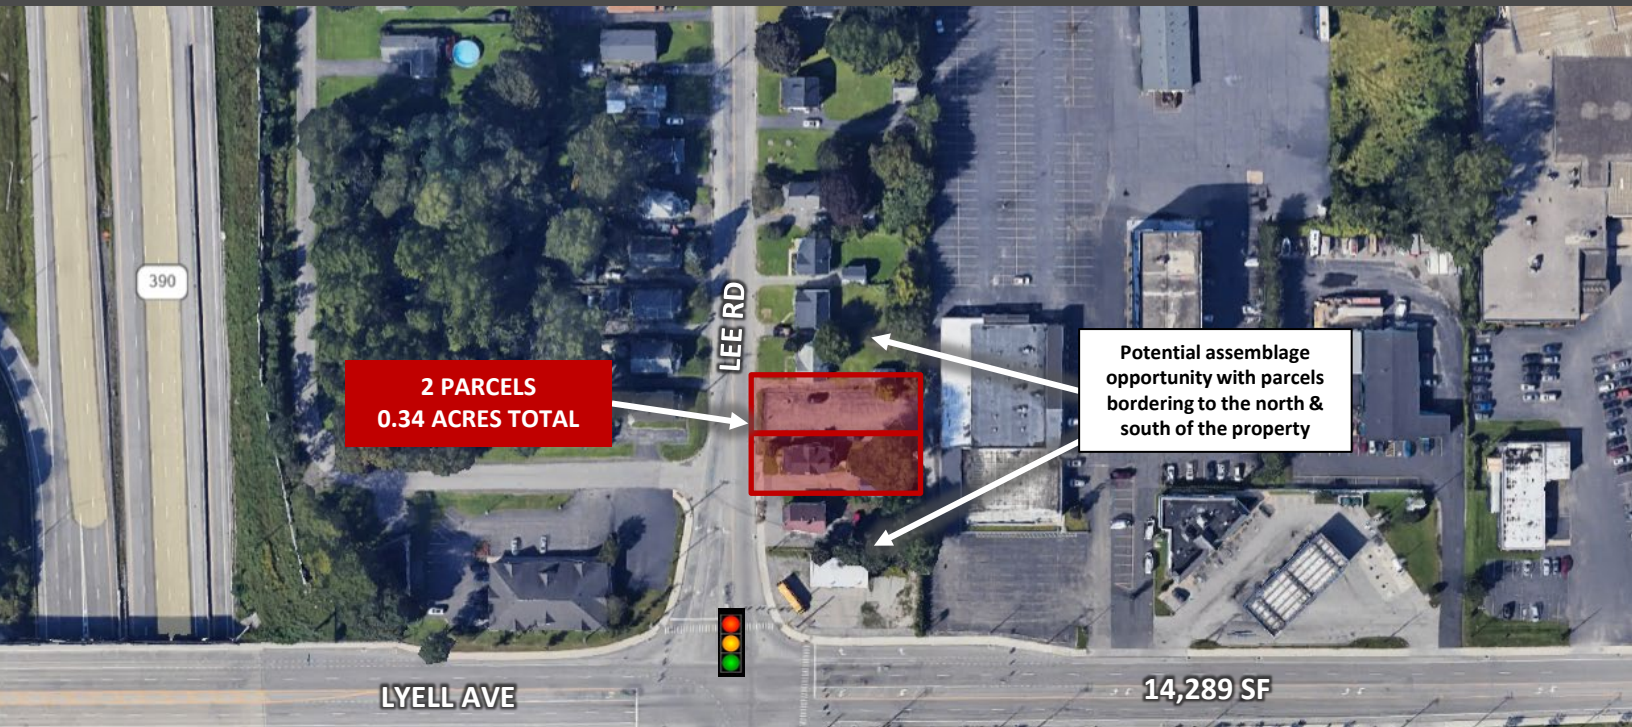 390
LEE RD
2 PARCELS
0.34 ACRES TOTAL
Potential assemblage
opportunity with parcels
bordering to the north &
south of the property
LYELL AVE
14,289 SF